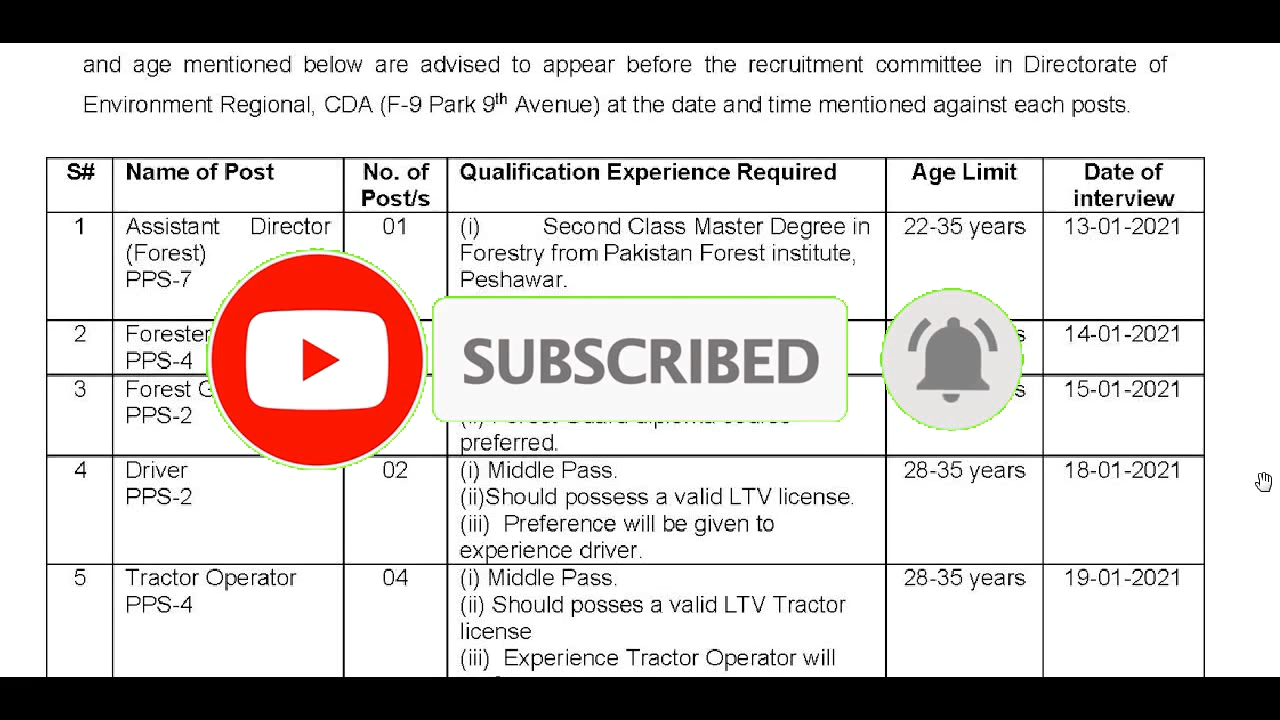 and age mentioned below are advised to appear before the recruitment committee in Directorate of
Environment Regional, CDA (F-9 Park 9th Avenue) at the date and time mentioned against each posts.
S# Name of Post No. of Post/s Qualification Experience Required Age Limit Date of interview
1 Assistant Director 01 (i) Second Class Master Degree in 22-35 years 13-01-2021
(Forest) Forestry from Pakistan Forest institute,
PPS-7 Peshawar.
2 Forester 14-01-2021
PPS-4
SUBSCRIBED
3 Forest 15-01-2021
PPS-2
preferred.
4 Driver 02 (i) Middle Pass. 28-35 years 18-01-2021
PPS-2 (ii)Should possess a valid LTV license.
(iii) Preference will be given to
experience driver.
5 Tractor Operator 04 (i) Middle Pass. 28-35 years 19-01-2021
PPS-4 (ii) Should posses a valid LTV Tractor
license
(iii) Experience Tractor Operator will